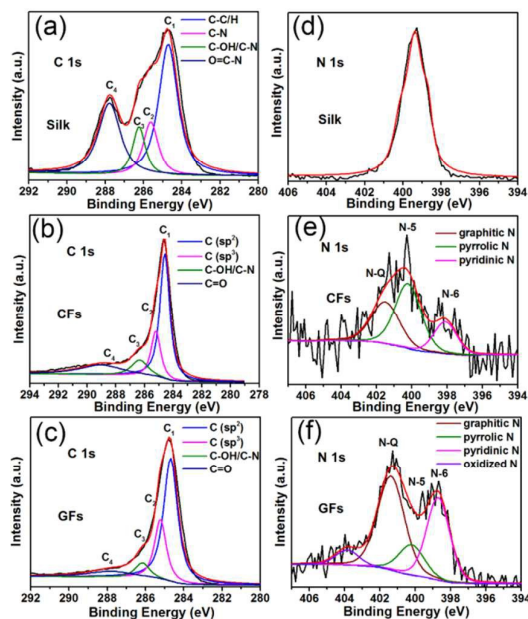 (a)
C 1s
Silk
C1
C2
C3
C4
C-C/H
C-N
C-OH/C-N
O=C-N
Intensity (a.u.)
292 290 288 286 284 282 280
Binding Energy (eV)
(d)
N 1s
Silk
Intensity (a.u.)
406 404 402 400 398 396 394
Binding Energy (eV)
(b)
C 1s
CFs
C1
C3
C3
C4
C (sp2)
C (sp3)
C-OH/C-N
C=O
Intensity (a.u.)
294 292 290 288 286 284 282 280 278
Binding Energy (eV)
(e)
N 1s
CFs
N-Q
N-5
N-6
graphitic N
pyrrolic N
pyridinic N
Intensity (a.u.)
406 404 402 400 398 396 394
Binding Energy (eV)
(c)
C 1s
GFs
C1
C2
C3
C4
C (sp2)
C (sp3)
C-OH/C-N
C=O
Intensity (a.u.)
292 290 288 286 284 282 280
Binding Energy (eV)
(f)
N 1s
GFs
N-Q
N-5
N-6
graphitic N
pyrrolic N
pyridinic N
oxidized N
Intensity (a.u.)
406 404 402 400 398 396 394
Binding Energy (eV)